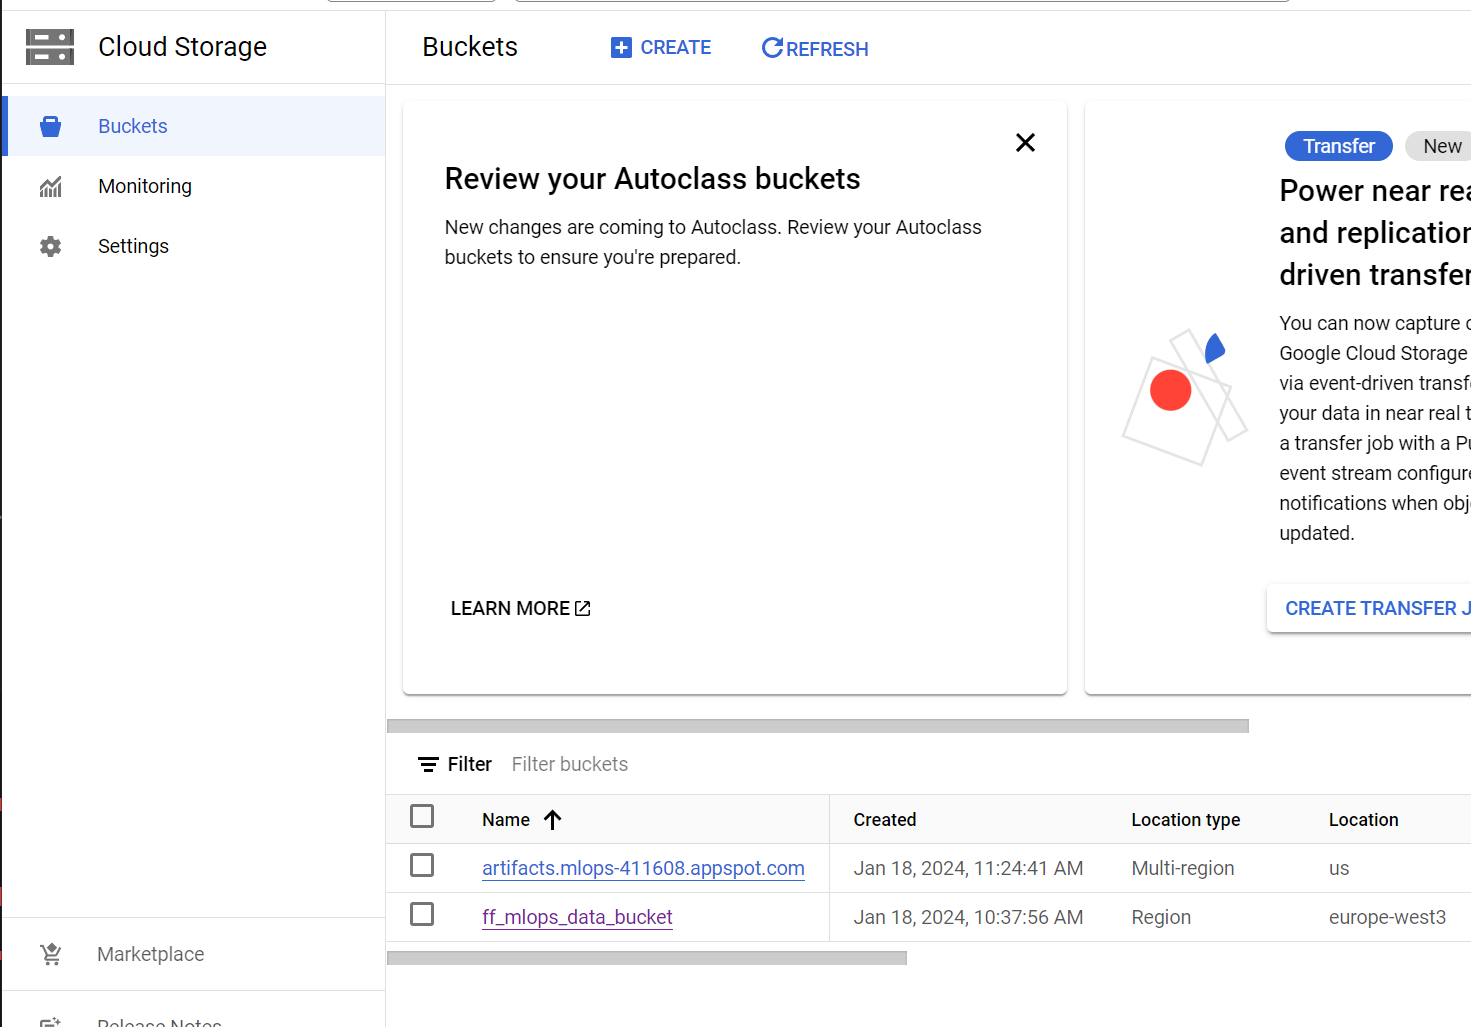 Cloud Storage
Buckets
Monitoring
Settings
Marketplace
Release Notes
Buckets
CREATE
REFRESH
Review your Autoclass buckets
New changes are coming to Autoclass. Review your Autoclass
buckets to ensure you're prepared.
LEARN MORE
Transfer New
Power near rea
and replication
driven transfer
You can now capture c
Google Cloud Storage
via event-driven transfe
your data in near real t
a transfer job with a Pu
event stream configure
notifications when obje
updated.
CREATE TRANSFER J
Filter Filter buckets
Name Created Location type Location
artifacts.mlops-411608.appspot.com Jan 18, 2024, 11:24:41 AM Multi-region us
ff_mlops_data_bucket Jan 18, 2024, 10:37:56 AM Region europe-west3